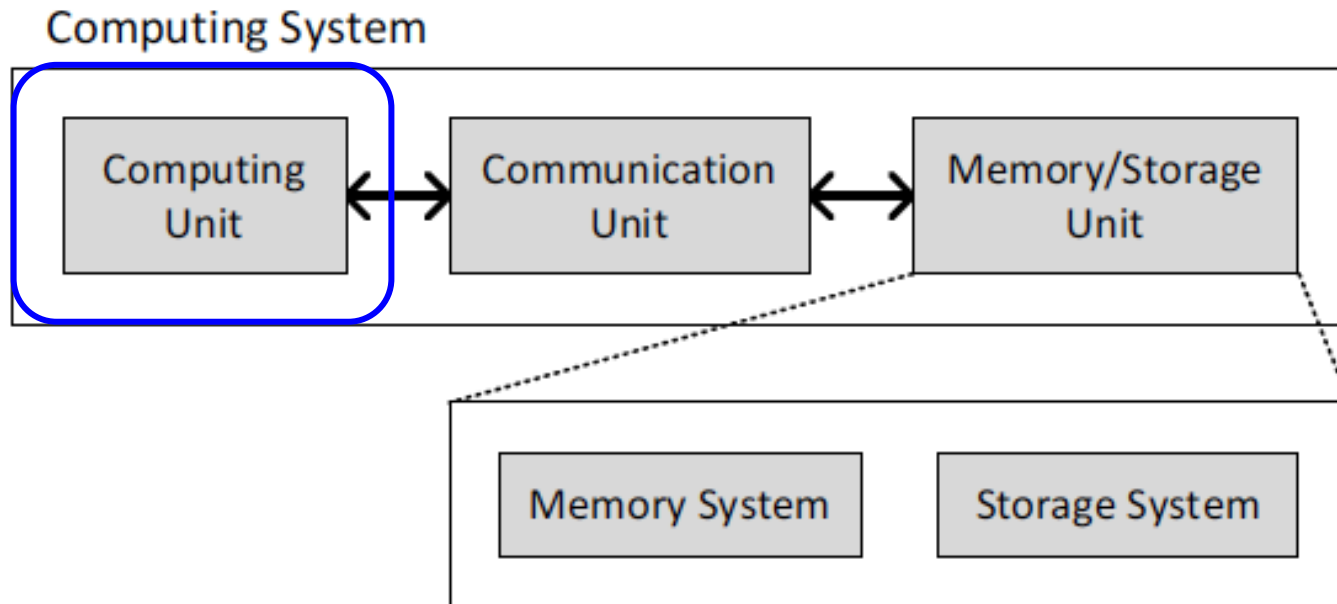 Computing System
Computing
Unit
Communication
Unit
Memory/Storage
Unit
Memory System
Storage System